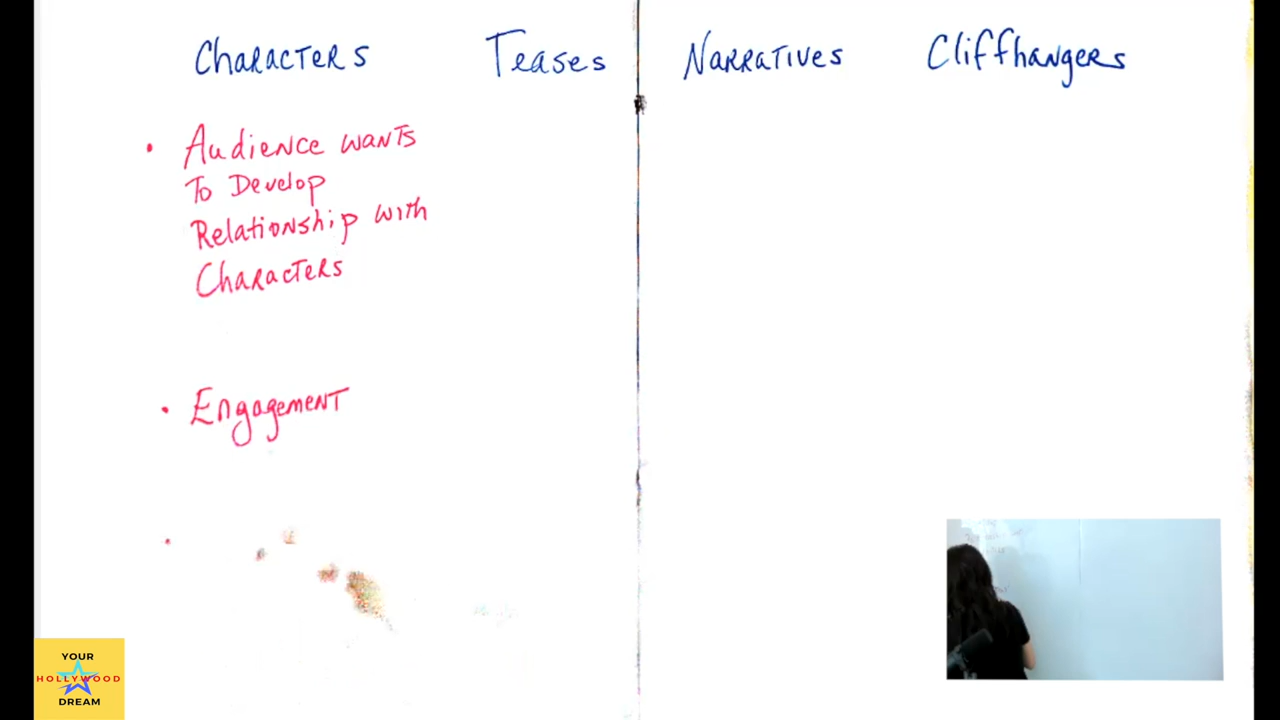 Characters Teases Narratives Cliffhangers
• Audience wants
To Develop
Relationship with
Characters
• Engagement
•
YOUR
HOLLYWOOD
DREAM